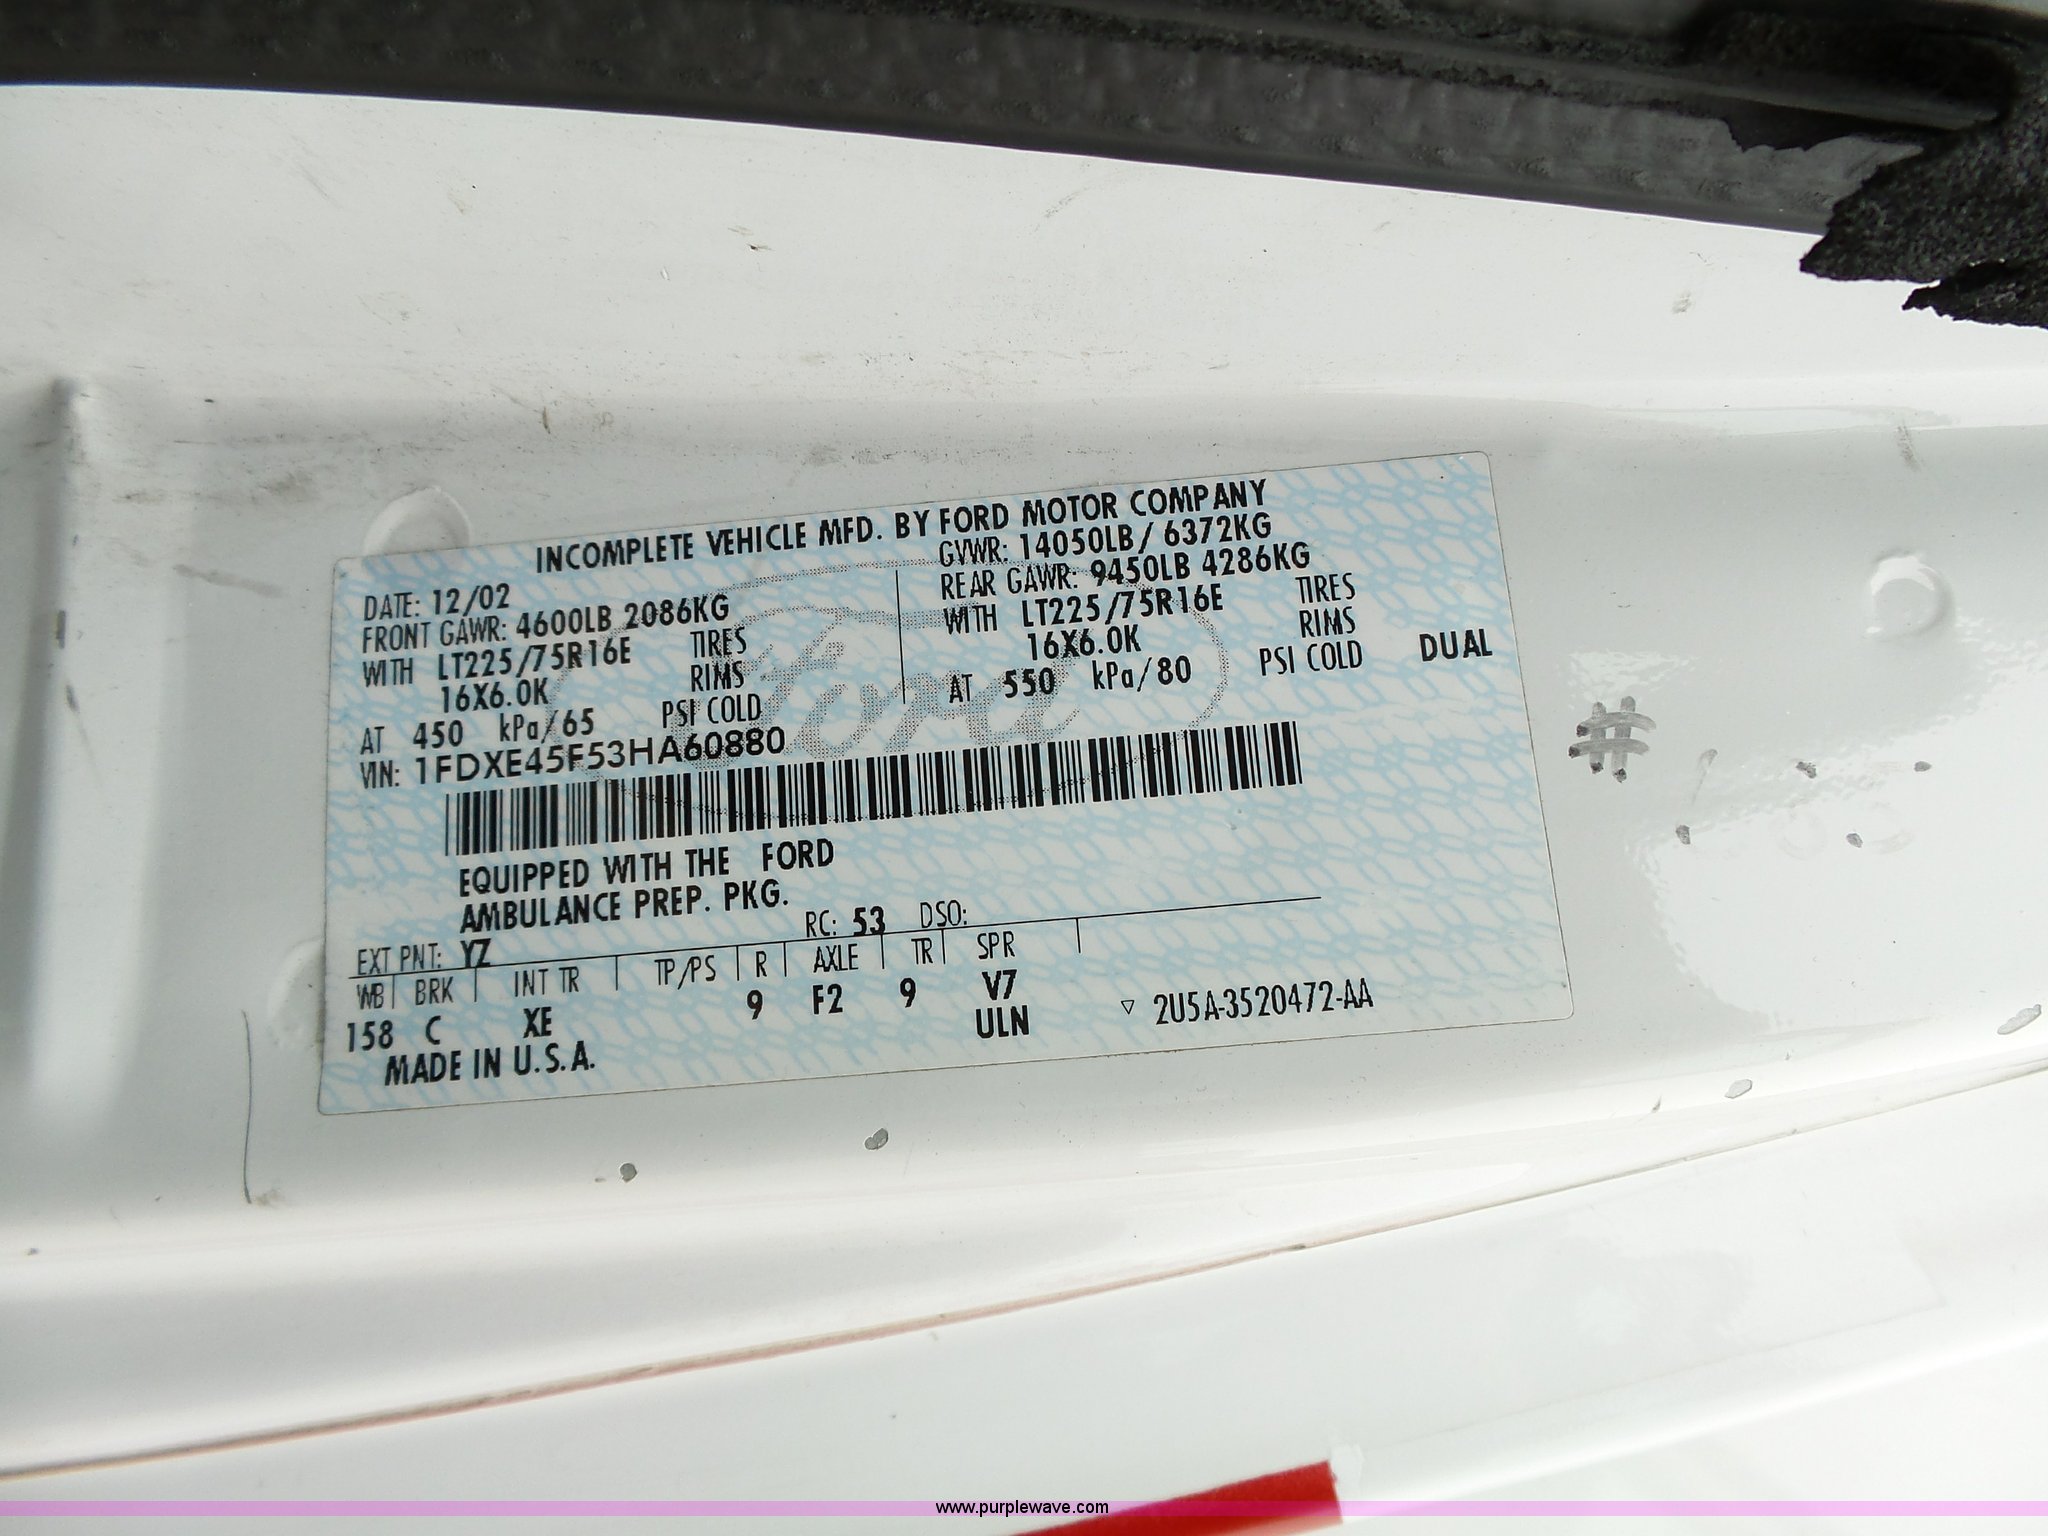 INCOMPLETE VEHICLE MFD. BY FORD MOTOR COMPANY
DATE: 12/02
GVWR: 14050LB/ 6372KG
FRONT GAWR: 4600LB 2086KG
REAR GAWR: 9450LB 4286KG
WITH LT225/75R16E TIRES
WITH LT225/75R16E TIRES
16X6.0K RIMS
16X6.0K RIMS
AT 450 kPa/65 PSI COLD
AT 550 kPa/80 PSI COLD DUAL
VIN: 1FDXE45F53HA60880
Ford
EQUIPPED WITH THE FORD
AMBULANCE PREP. PKG.
EXT PNT: YZ RC: 53 DSO:
WB BRK INT TR TP/PS R AXLE TR SPR
158 C XE 9 F2 9 V7
ULN
▽ 2U5A-3520472-AA
MADE IN U.S.A.
#
www.purplewave.com